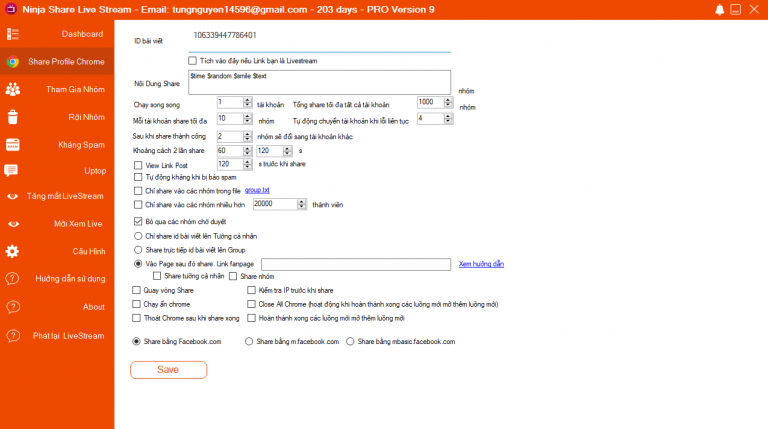 Ninja Share Live Stream - Email: tungnguyen14596@gmail.com - 203 days - PRO Version 9
Dashboard
Share Profile Chrome
Tham Gia Nhóm
Rời Nhóm
Kháng Spam
Uptop
Tăng mắt LiveStream
Mời Xem Live
Cấu Hình
Hướng dẫn sử dụng
About
Phát lại LiveStream
ID bài viết 106339447786401
Tích vào đây nếu Link bạn là Livestream
Nội Dung Share $time $random $smile $text
nhóm
Chạy song song 1 tài khoản Tổng share tối đa tất cả tài khoản 1000 nhóm
Mỗi tài khoản share tối đa 10 nhóm Tự động chuyển tài khoản khi lỗi liên tục 4
Sau khi share thành công 2 nhóm sẽ đổi sang tài khoản khác
Khoảng cách 2 lần share 60 120 s
View Link Post 120 s trước khi share
Tự động kháng khi bị báo spam
Chỉ share vào các nhóm trong file group.txt
Chỉ share vào các nhóm nhiều hơn 20000 thành viên
Bỏ qua các nhóm chờ duyệt
Chỉ share id bài viết lên Tường cá nhân
Share trực tiếp id bài viết lên Group
Vào Page sau đó share. Link fanpage Xem hướng dẫn
Share tường cá nhân Share nhóm
Quay vòng Share Kiểm tra IP trước khi share
Chạy ẩn chrome Close All Chrome (hoạt động khi hoàn thành xong các luồng mới mở thêm luồng mới)
Thoát Chrome sau khi share xong Hoàn thành xong các luồng mới mở thêm luồng mới
Share bằng Facebook.com Share bằng m.facebook.com Share bằng mbasic.facebook.com
Save